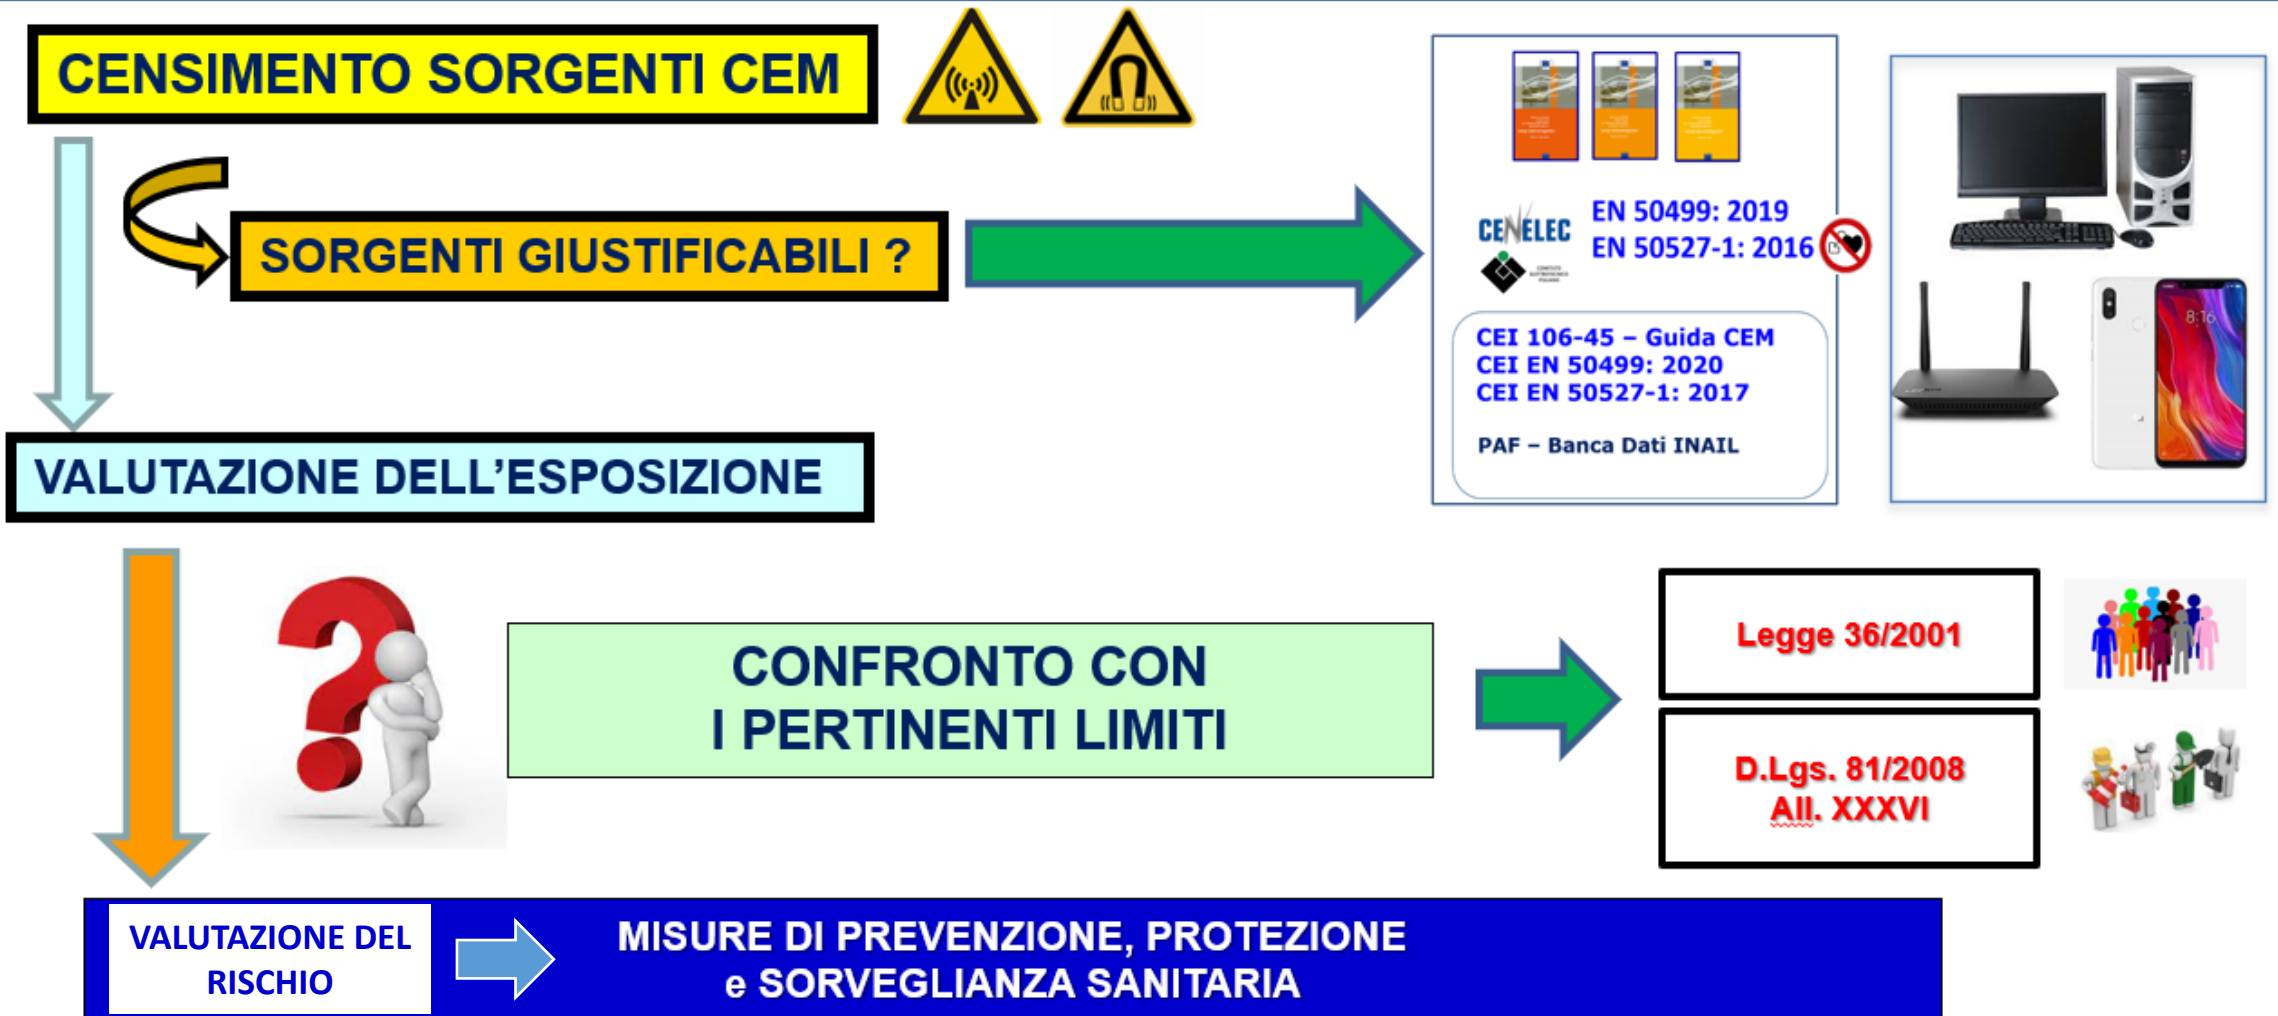 CENSIMENTO SORGENTI CEM
SORGENTI GIUSTIFICABILI ?
CENELEC
EN 50499: 2019
EN 50527-1: 2016
CEI 106-45 – Guida CEM
CEI EN 50499: 2020
CEI EN 50527-1: 2017
PAF – Banca Dati INAIL
8:16
VALUTAZIONE DELL’ESPOSIZIONE
CONFRONTO CON
I PERTINENTI LIMITI
Legge 36/2001
D.Lgs. 81/2008
All. XXXVI
VALUTAZIONE DEL
RISCHIO
MISURE DI PREVENZIONE, PROTEZIONE
e SORVEGLIANZA SANITARIA